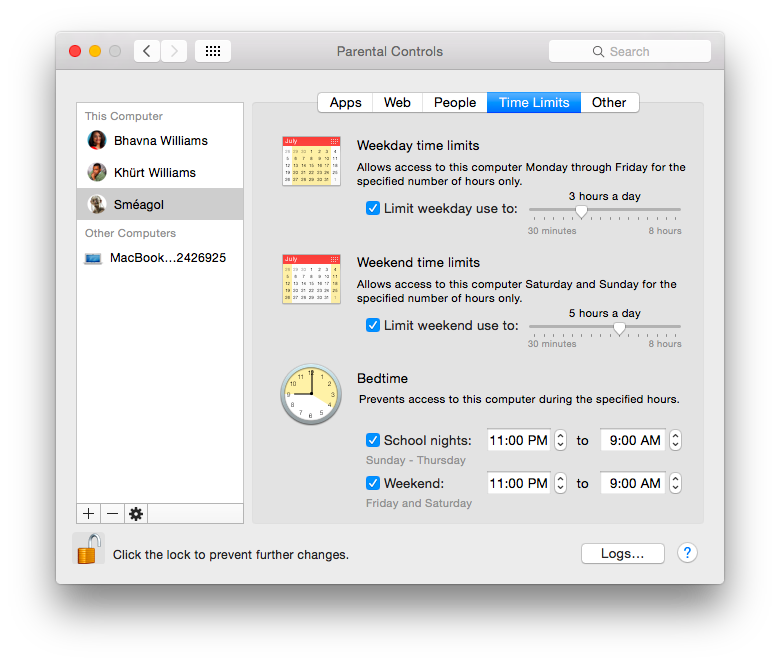 Parental Controls
Search
Apps
Web
People
Time Limits
Other
This Computer
Bhavna Williams
Khürt Williams
Sméagol
Other Computers
MacBook...2426925
July
Weekday time limits
Allows access to this computer Monday through Friday for the
specified number of hours only.
3 hours a day
Limit weekday use to:
30 minutes
8 hours
July
Weekend time limits
Allows access to this computer Saturday and Sunday for the
specified number of hours only.
5 hours a day
Limit weekend use to:
30 minutes
8 hours
Bedtime
Prevents access to this computer during the specified hours.
School nights:
11:00 PM
to
9:00 AM
Sunday - Thursday
Weekend:
11:00 PM
to
9:00 AM
Friday and Saturday
Click the lock to prevent further changes.
Logs...
?